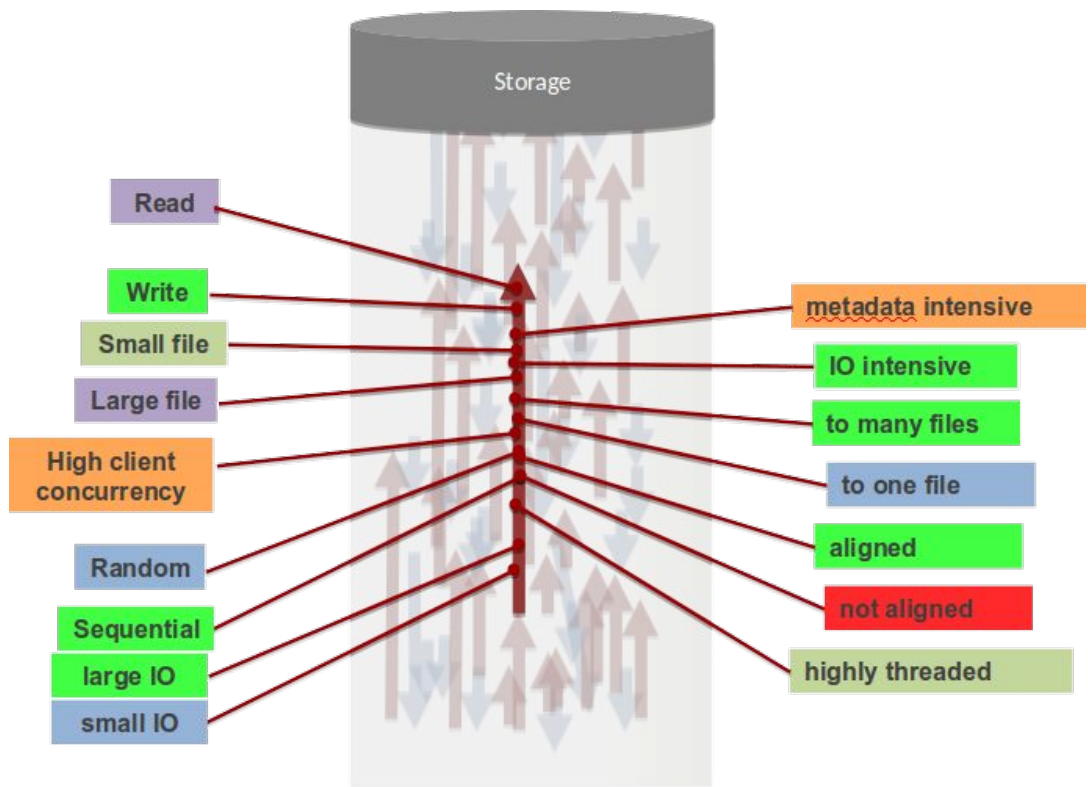 Storage
Read
Write
Small file
Large file
High client
concurrency
Random
Sequential
large IO
small IO
metadata intensive
IO intensive
to many files
to one file
aligned
not aligned
highly threaded